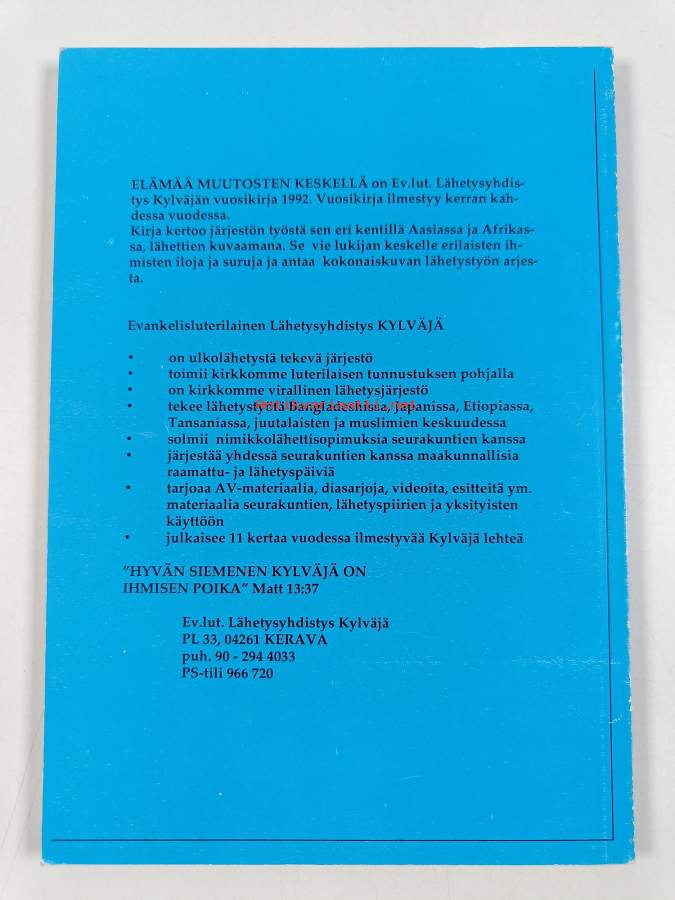 ELÄMÄÄ MUUTOSTEN KESKELLÄ on Ev.lut. Lähetysyhdis-
tys Kylväjän vuosikirja 1992. Vuosikirja ilmestyy kerran kah-
dessa vuodessa.
Kirja kertoo järjestön työstä sen eri kentillä Aasiassa ja Afrikas-
sa, lähettien kuvaamana. Se vie lukijan keskelle erilaisten ih-
misten iloja ja suruja ja antaa kokonaiskuvan lähetystyön arjes-
ta.
Evankelisluterilainen Lähetysyhdistys KYLVÄJÄ
• on ulkolähetystä tekevä järjestö
• toimii kirkkomme luterilaisen tunnustuksen pohjalla
• on kirkkomme virallinen lähetysjärjestö
• tekee lähetystyötä Bangladeshissa, Japanissa, Etiopiassa,
Tansaniassa, juutalaisten ja muslimien keskuudessa
• solmii nimikkolähettisopimuksia seurakuntien kanssa
• järjestää yhdessä seurakuntien kanssa maakunnallisia
raamattu- ja lähetyspäiviä
• tarjoaa AV-materiaalia, diasarjoja, videoita, esitteitä ym.
materiaalia seurakuntien, lähetyspiirien ja yksityisten
käyttöön
• julkaisee 11 kertaa vuodessa ilmestyvää Kylväjä lehteä
"HYVÄN SIEMENEN KYLVÄJÄ ON
IHMISEN POIKA" Matt 13:37
Ev.lut. Lähetysyhdistys Kylväjä
PL 33, 04261 KERAVA
puh. 90 - 294 4033
PS-tili 966 720